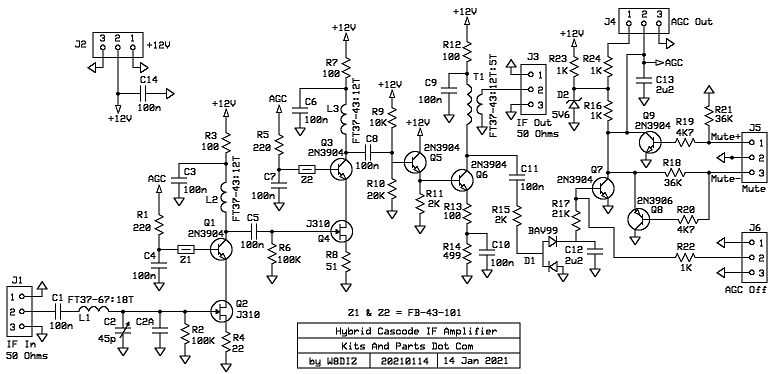 J2
3 2 1
+12V
C14
100n
+12V
R3
100
+12V
C3
100n
L2
FT37-43:12T
AGC
R1
220
C4
100n
Z1
Q1
2N3904
C5
100n
R6
100K
J1
1
2
3
IF In
50 Ohms
C1
100n
FT37-67:18T
L1
C2
45p
C2A
R2
100K
Q2
J310
R4
22
+12V
R7
100
C6
100n
L3
FT37-43:12T
AGC
R5
220
C7
100n
Z2
Q3
2N3904
C8
100n
J310
Q4
R8
51
+12V
R9
10K
R10
20K
+12V
2N3904
Q5
R11
2K
+12V
R12
100
C9
100n
T1
FT37-43:12T:5T
J3
1
2
3
IF Out
50 Ohms
2N3904
Q6
R13
100
R14
499
C10
100n
C11
100n
R15
2K
BAV99
D1
C12
2u2
+12V
R23
1K
D2
5V6
R24
1K
R16
1K
J4
1 2 3
AGC Out
AGC
C13
2u2
Q9
2N3904
R19
4K7
R21
36K
J5
1
2
3
Mute+
Mute-
Mute
R18
36K
Q7
2N3904
R17
21K
2N3906
Q8
R20
4K7
R22
1K
J6
1
2
3
AGC Off
Z1 & Z2 = FB-43-101
Hybrid Cascode IF Amplifier
Kits And Parts Dot Com
by W8DIZ 20210114 14 Jan 2021